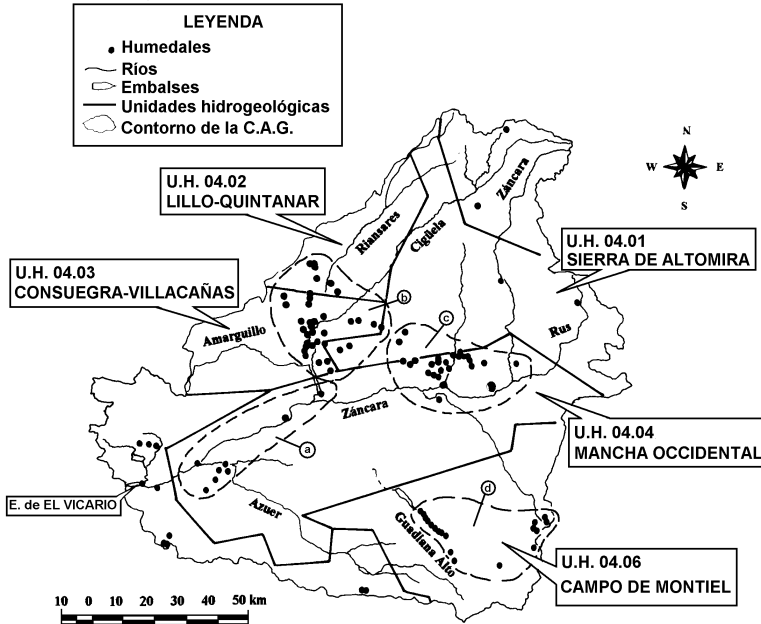 LEYENDA
Humedales
Ríos
Embalses
Unidades hidrogeológicas
Contorno de la C.A.G.
N
W
E
S
U.H. 04.02
LILLO-QUINTANAR
Riansares
Cigüela
Záncara
U.H. 04.01
SIERRA DE ALTOMIRA
U.H. 04.03
CONSUEGRA-VILLACAÑAS
b
c
Amarguillo
Rus
Záncara
U.H. 04.04
MANCHA OCCIDENTAL
a
E. de EL VICARIO
Azuer
d
Guadiana Alto
U.H. 04.06
CAMPO DE MONTIEL
10 0 10 20 30 40 50 km